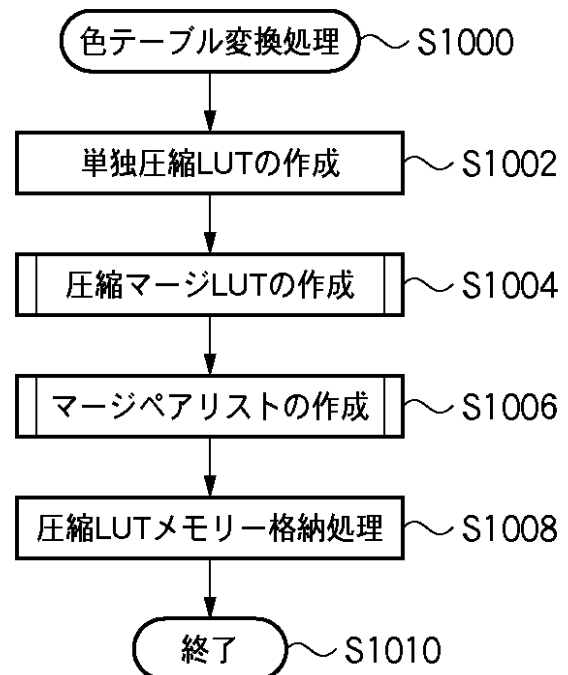 色テーブル変換処理 S1000
単独圧縮LUTの作成 S1002
圧縮マージLUTの作成 S1004
マージペアリストの作成 S1006
圧縮LUTメモリー格納処理 S1008
終了 S1010